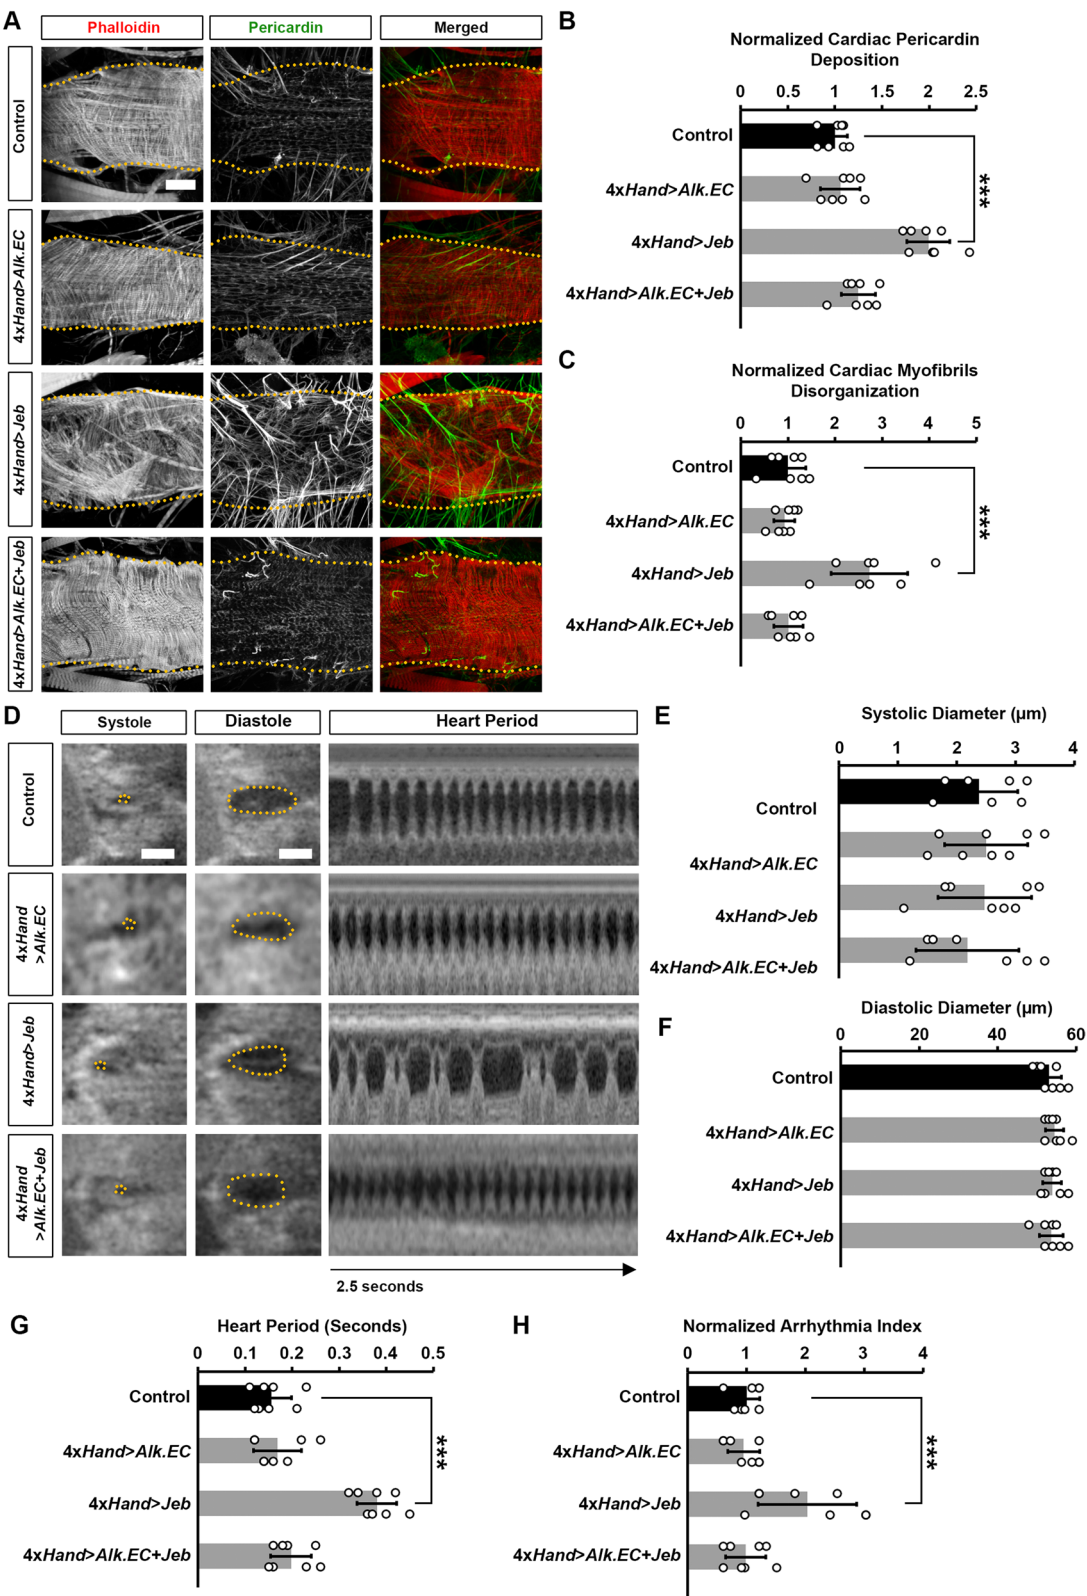 A
Phalloidin
Pericardin
Merged
Control
4xHand>Alk.EC
4xHand>Jeb
4xHand>Alk.EC+Jeb
B
Normalized Cardiac Pericardin
Deposition
0 0.5 1 1.5 2 2.5
Control
4xHand>Alk.EC
4xHand>Jeb
4xHand>Alk.EC+Jeb
***
C
Normalized Cardiac Myofibrils
Disorganization
0 1 2 3 4 5
Control
4xHand>Alk.EC
4xHand>Jeb
4xHand>Alk.EC+Jeb
***
D
Systole
Diastole
Heart Period
Control
4xHand
>Alk.EC
4xHand>Jeb
4xHand
>Alk.EC+Jeb
2.5 seconds
E
Systolic Diameter (µm)
0 1 2 3 4
Control
4xHand>Alk.EC
4xHand>Jeb
4xHand>Alk.EC+Jeb
F
Diastolic Diameter (µm)
0 20 40 60
Control
4xHand>Alk.EC
4xHand>Jeb
4xHand>Alk.EC+Jeb
G
Heart Period (Seconds)
0 0.1 0.2 0.3 0.4 0.5
Control
4xHand>Alk.EC
4xHand>Jeb
4xHand>Alk.EC+Jeb
***
H
Normalized Arrhythmia Index
0 1 2 3 4
Control
4xHand>Alk.EC
4xHand>Jeb
4xHand>Alk.EC+Jeb
***